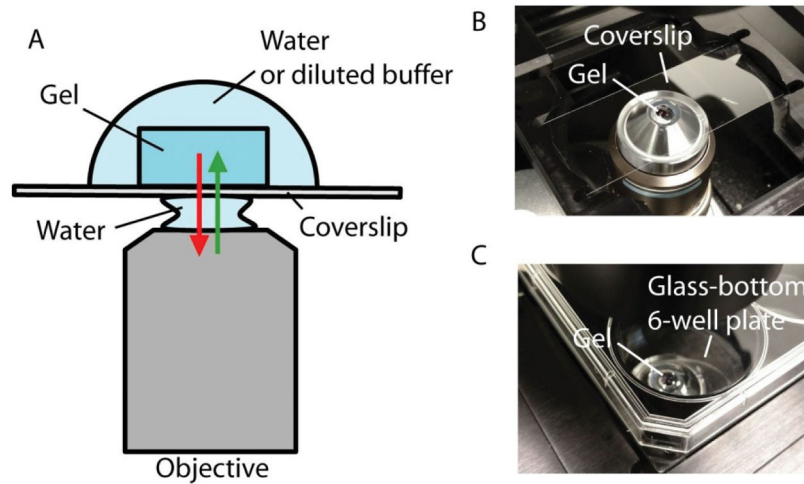 A
Water
or diluted buffer
Gel
Water
Coverslip
Objective
B
Coverslip
Gel
C
Glass-bottom
6-well plate
Gel